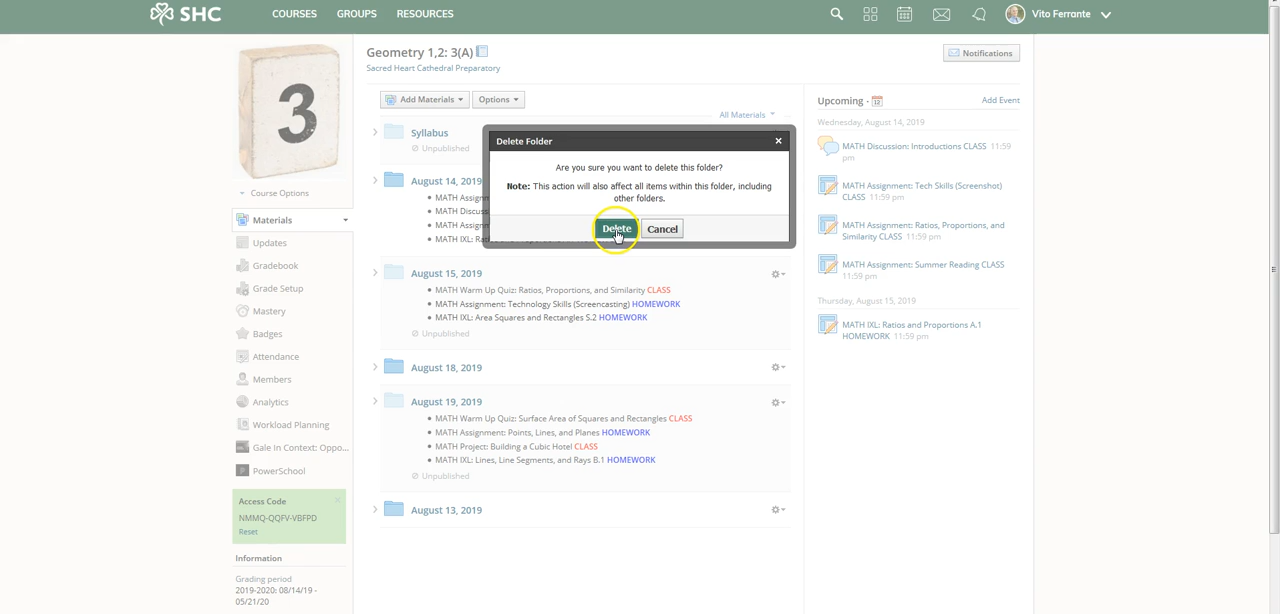 SHC
COURSES
GROUPS
RESOURCES
Vito Ferrante
3
Course Options
Materials
Updates
Gradebook
Grade Setup
Mastery
Badges
Attendance
Members
Analytics
Workload Planning
Gale In Context: Oppo...
PowerSchool
Access Code
NMMQ-QQFV-VBFPD
Reset
Information
Grading period
2019-2020: 08/14/19 -
05/21/20
Geometry 1,2: 3(A)
Sacred Heart Cathedral Preparatory
Notifications
Add Materials
Options
All Materials
Syllabus
Unpublished
August 14, 2019
MATH Assignm
MATH Discus
MATH Assignm
MATH IXL:
Delete Folder
Are you sure you want to delete this folder?
Note: This action will also affect all items within this folder, including
other folders.
Delete
Cancel
August 15, 2019
MATH Warm Up Quiz: Ratios, Proportions, and Similarity CLASS
MATH Assignment: Technology Skills (Screencasting) HOMEWORK
MATH IXL: Area Squares and Rectangles S.2 HOMEWORK
Unpublished
August 18, 2019
August 19, 2019
MATH Warm Up Quiz: Surface Area of Squares and Rectangles CLASS
MATH Assignment: Points, Lines, and Planes HOMEWORK
MATH Project: Building a Cubic Hotel CLASS
MATH IXL: Lines, Line Segments, and Rays B.1 HOMEWORK
Unpublished
August 13, 2019
Upcoming
12
Add Event
Wednesday, August 14, 2019
MATH Discussion: Introductions CLASS 11:59
pm
MATH Assignment: Tech Skills (Screenshot)
CLASS 11:59 pm
MATH Assignment: Ratios, Proportions, and
Similarity CLASS 11:59 pm
MATH Assignment: Summer Reading CLASS
11:59 pm
Thursday, August 15, 2019
MATH IXL: Ratios and Proportions A.1
HOMEWORK 11:59 pm